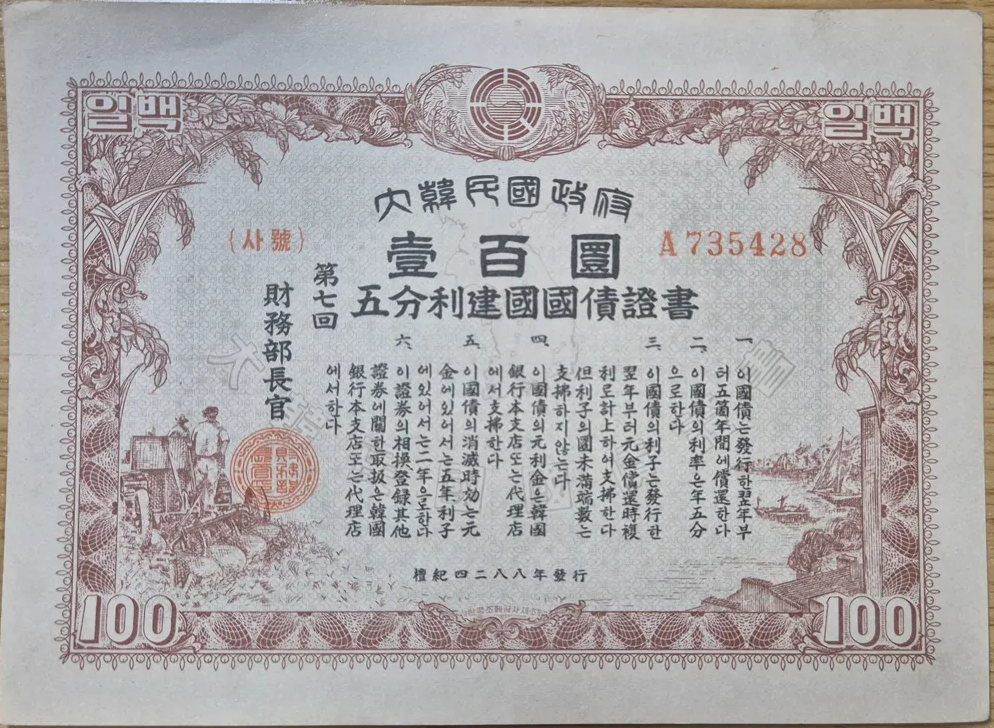 일백
일백
大韓民國政府
(사號)
A 735428
壹百圜
五分利建國國債證書
第七回
財務部長官
一、이國債는發行한翌年부
터五箇年間에償還한다
二、이國債의利率은年五分
으로한다
三、이國債의利子는發行한
翌年부터元金償還時複
利로計上하여支拂한다
但利子의圜未滿端數는
支拂하지않는다
四、이國債의元利金은韓國
銀行本支店또는代理店
에서支拂한다
五、이國債의消滅時効는元
金에있어서는五年利子
에있어서는二年으로한다
六、이證券의相換登錄其他
證券에關한取扱은韓國
銀行本支店또는代理店
에서한다
檀紀四二八八年發行
100
100